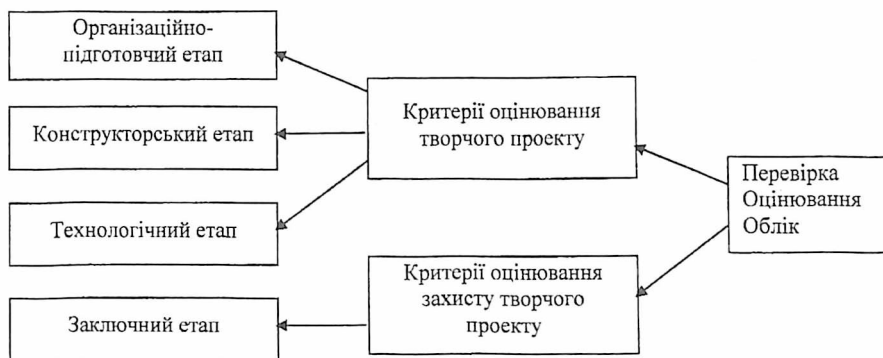 Організаційно-
підготовчий етап
Конструкторський етап
Технологічний етап
Заключний етап
Критерії оцінювання
творчого проекту
Критерії оцінювання
захисту творчого
проекту
Перевірка
Оцінювання
Облік